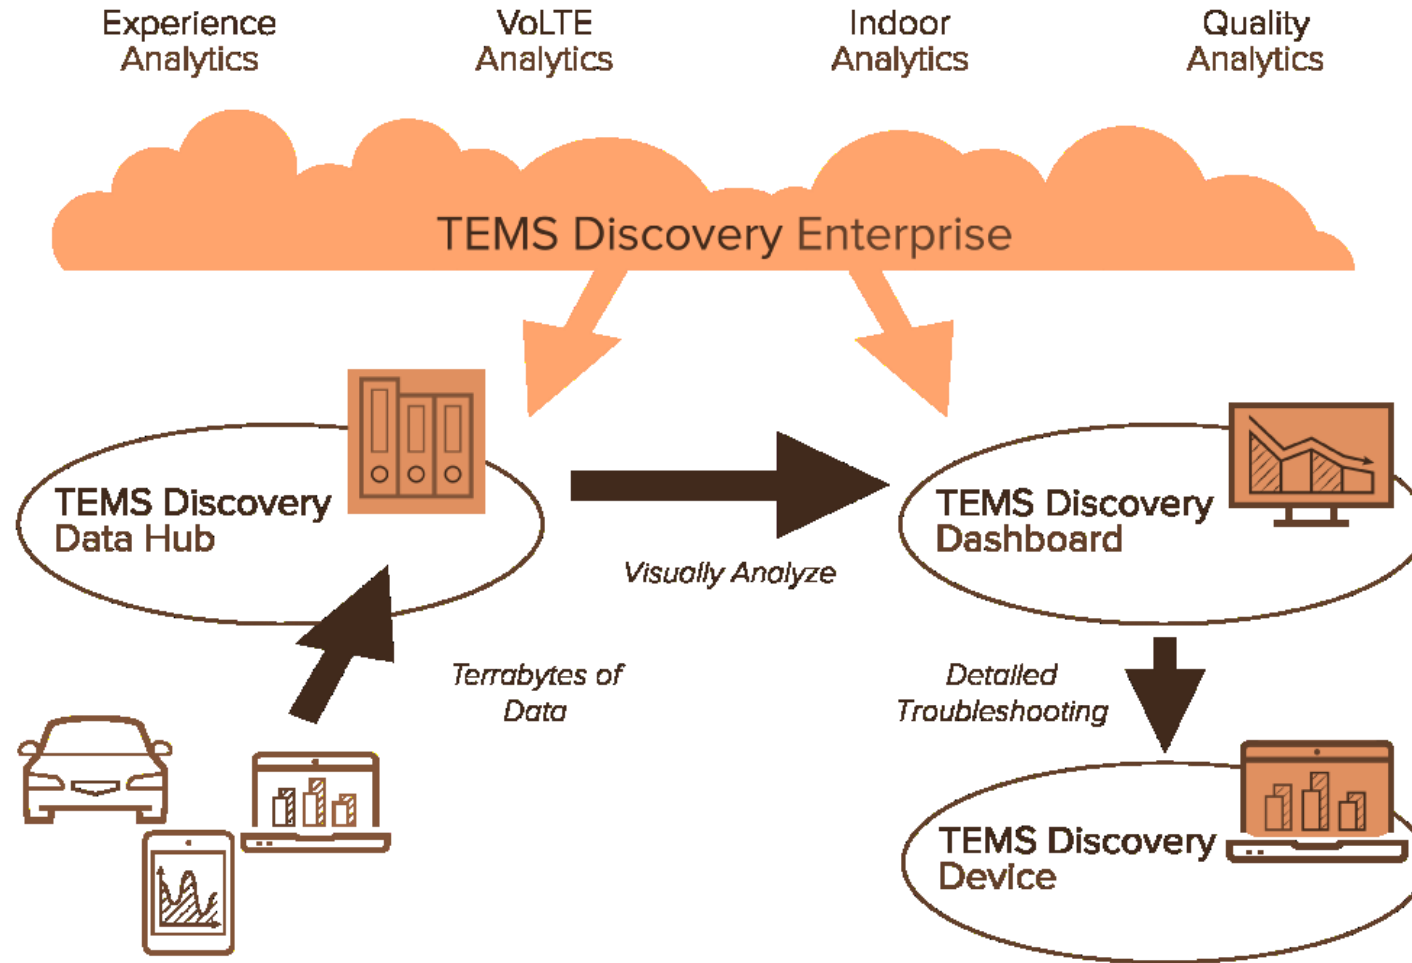 Experience
Analytics
VoLTE
Analytics
Indoor
Analytics
Quality
Analytics
TEMS Discovery Enterprise
TEMS Discovery
Data Hub
Visually Analyze
TEMS Discovery
Dashboard
Terrabytes of
Data
Detailed
Troubleshooting
TEMS Discovery
Device